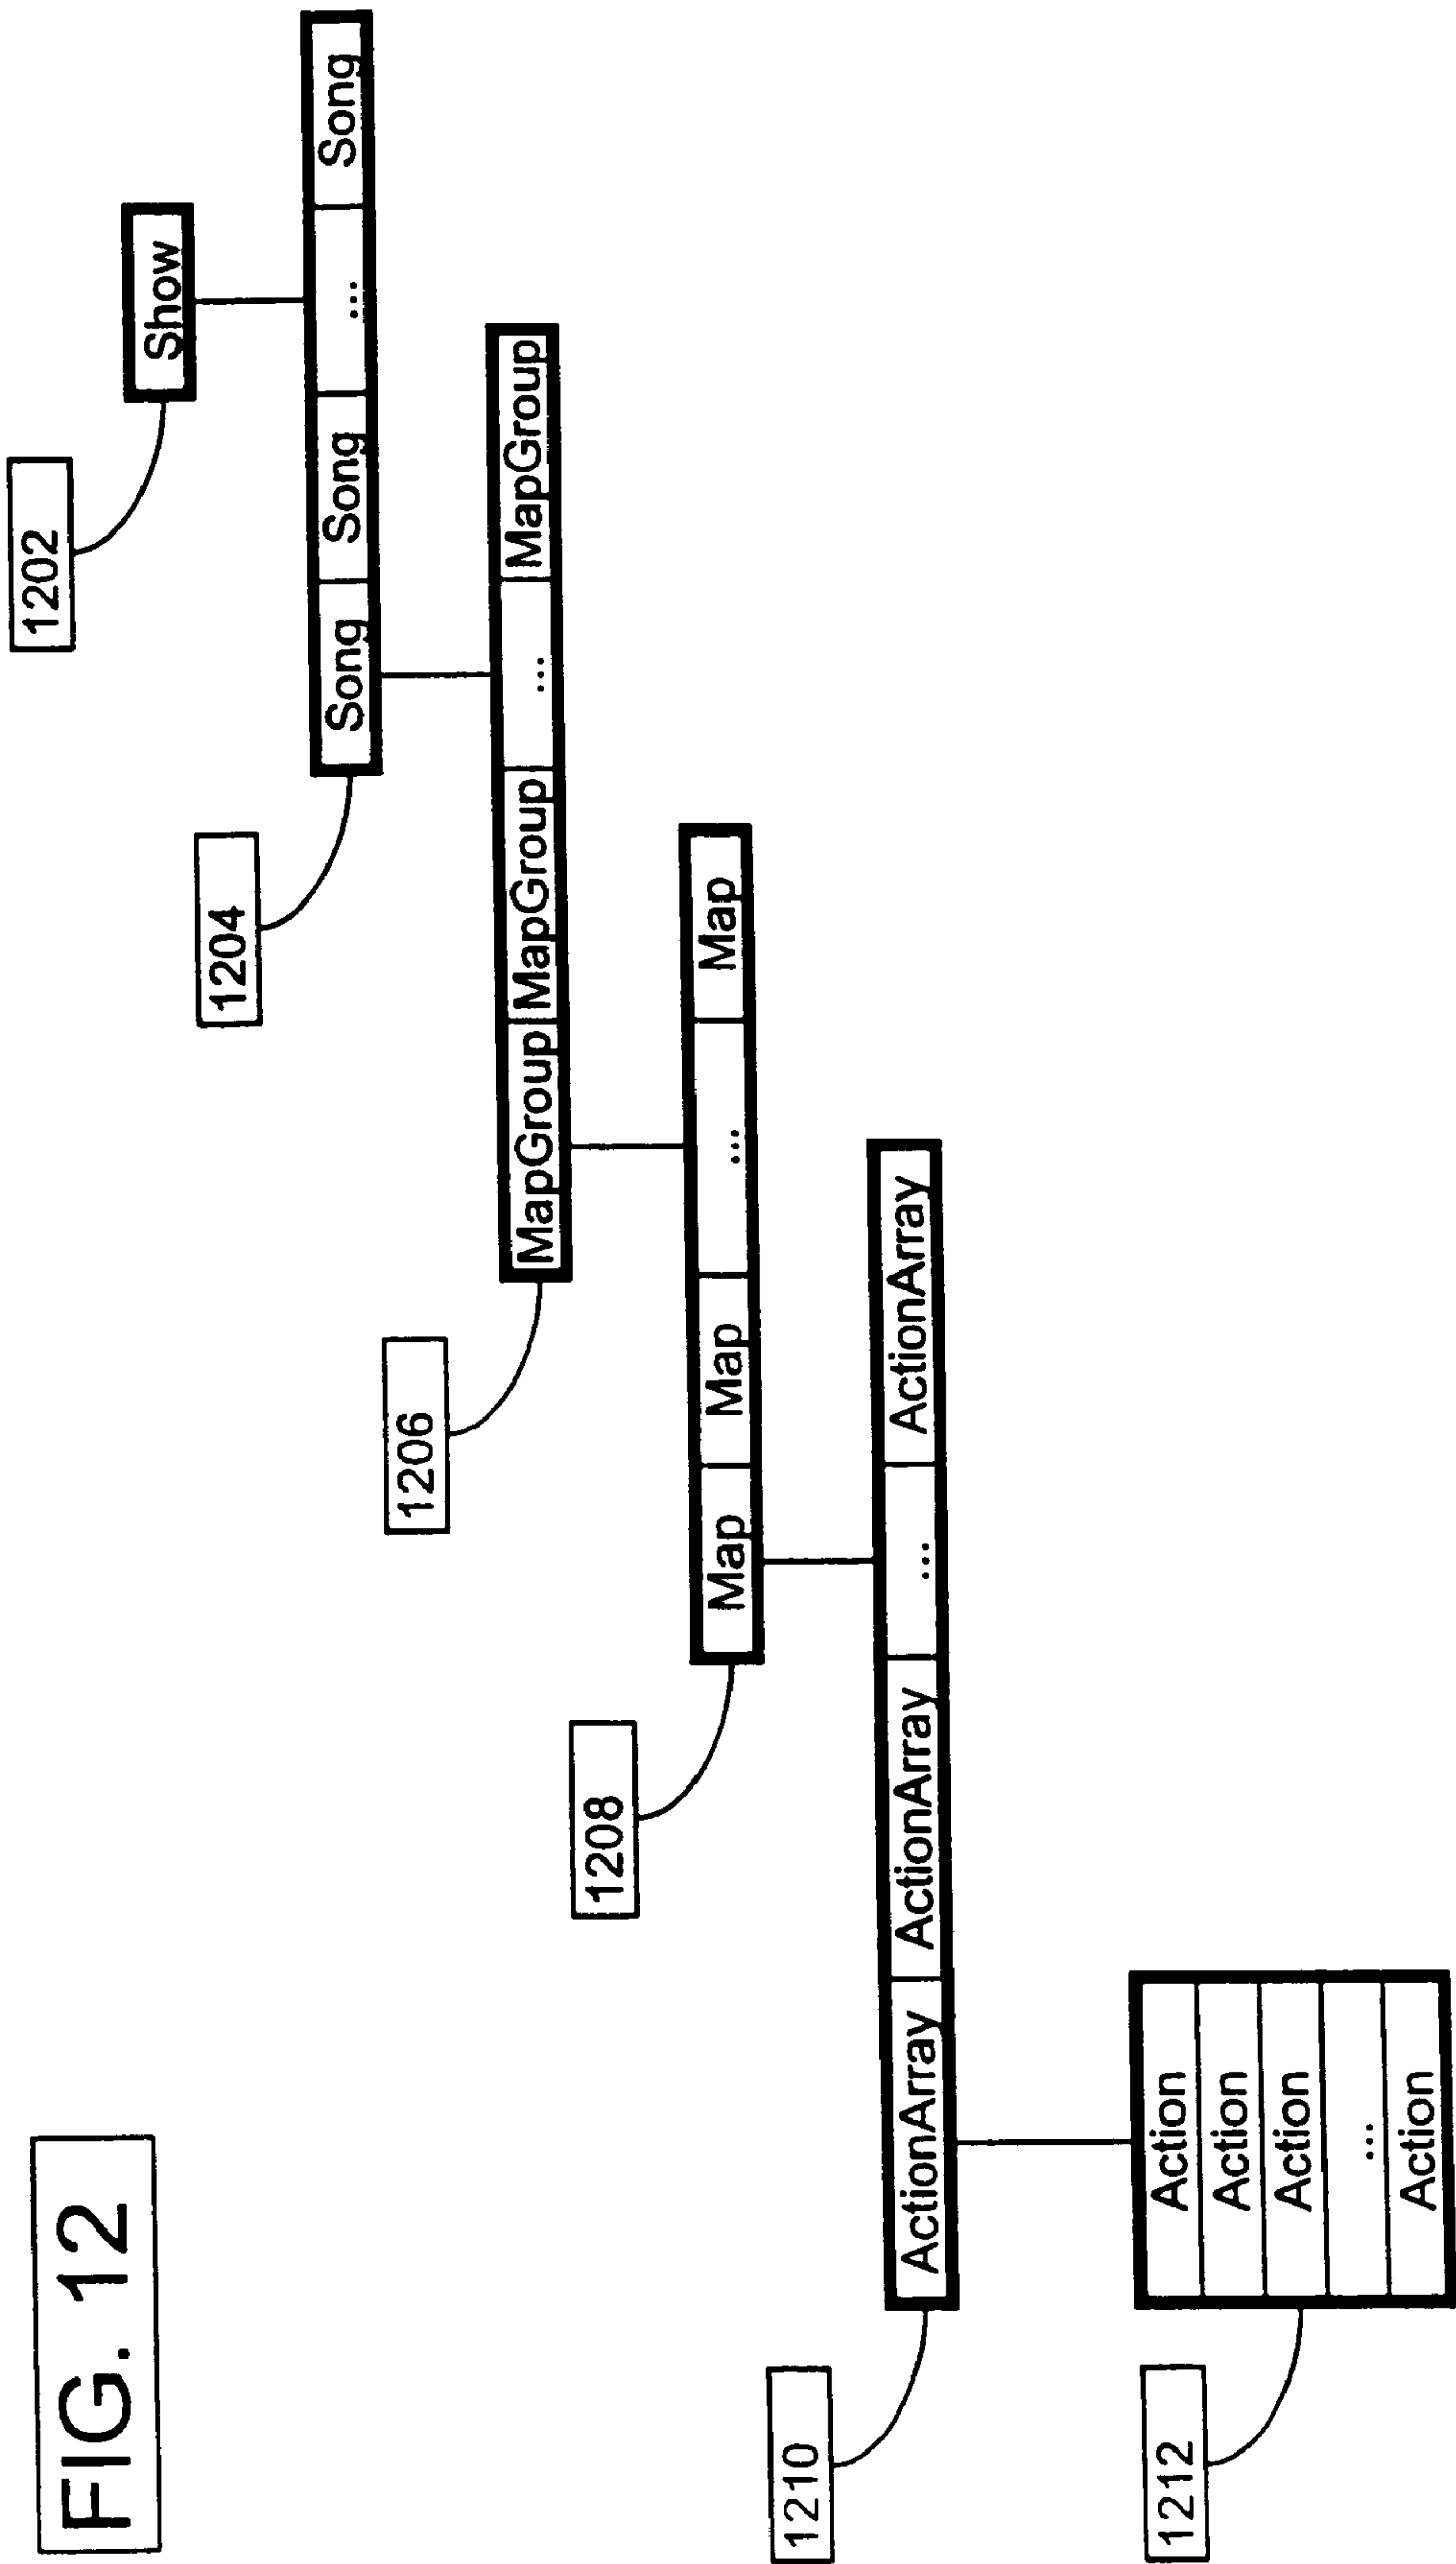 FIG. 12
1202
Show
1204
Song Song ... Song
1206
MapGroup MapGroup ... MapGroup
1208
Map Map ... Map
1210
ActionArray ActionArray ... ActionArray
1212
Action
Action
Action
...
Action